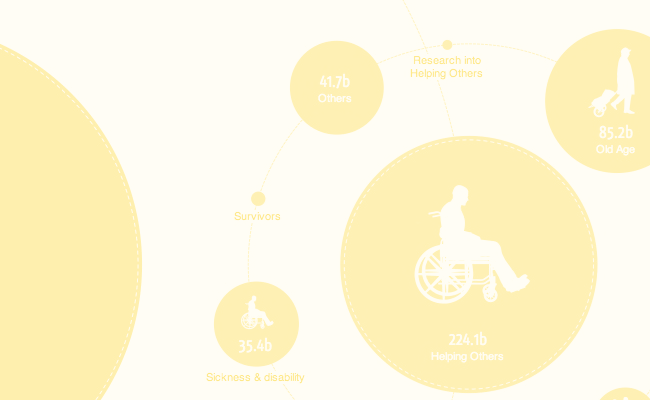 Research into
Helping Others
41.7b
Others
85.2b
Old Age
Survivors
224.1b
Helping Others
35.4b
Sickness & disability